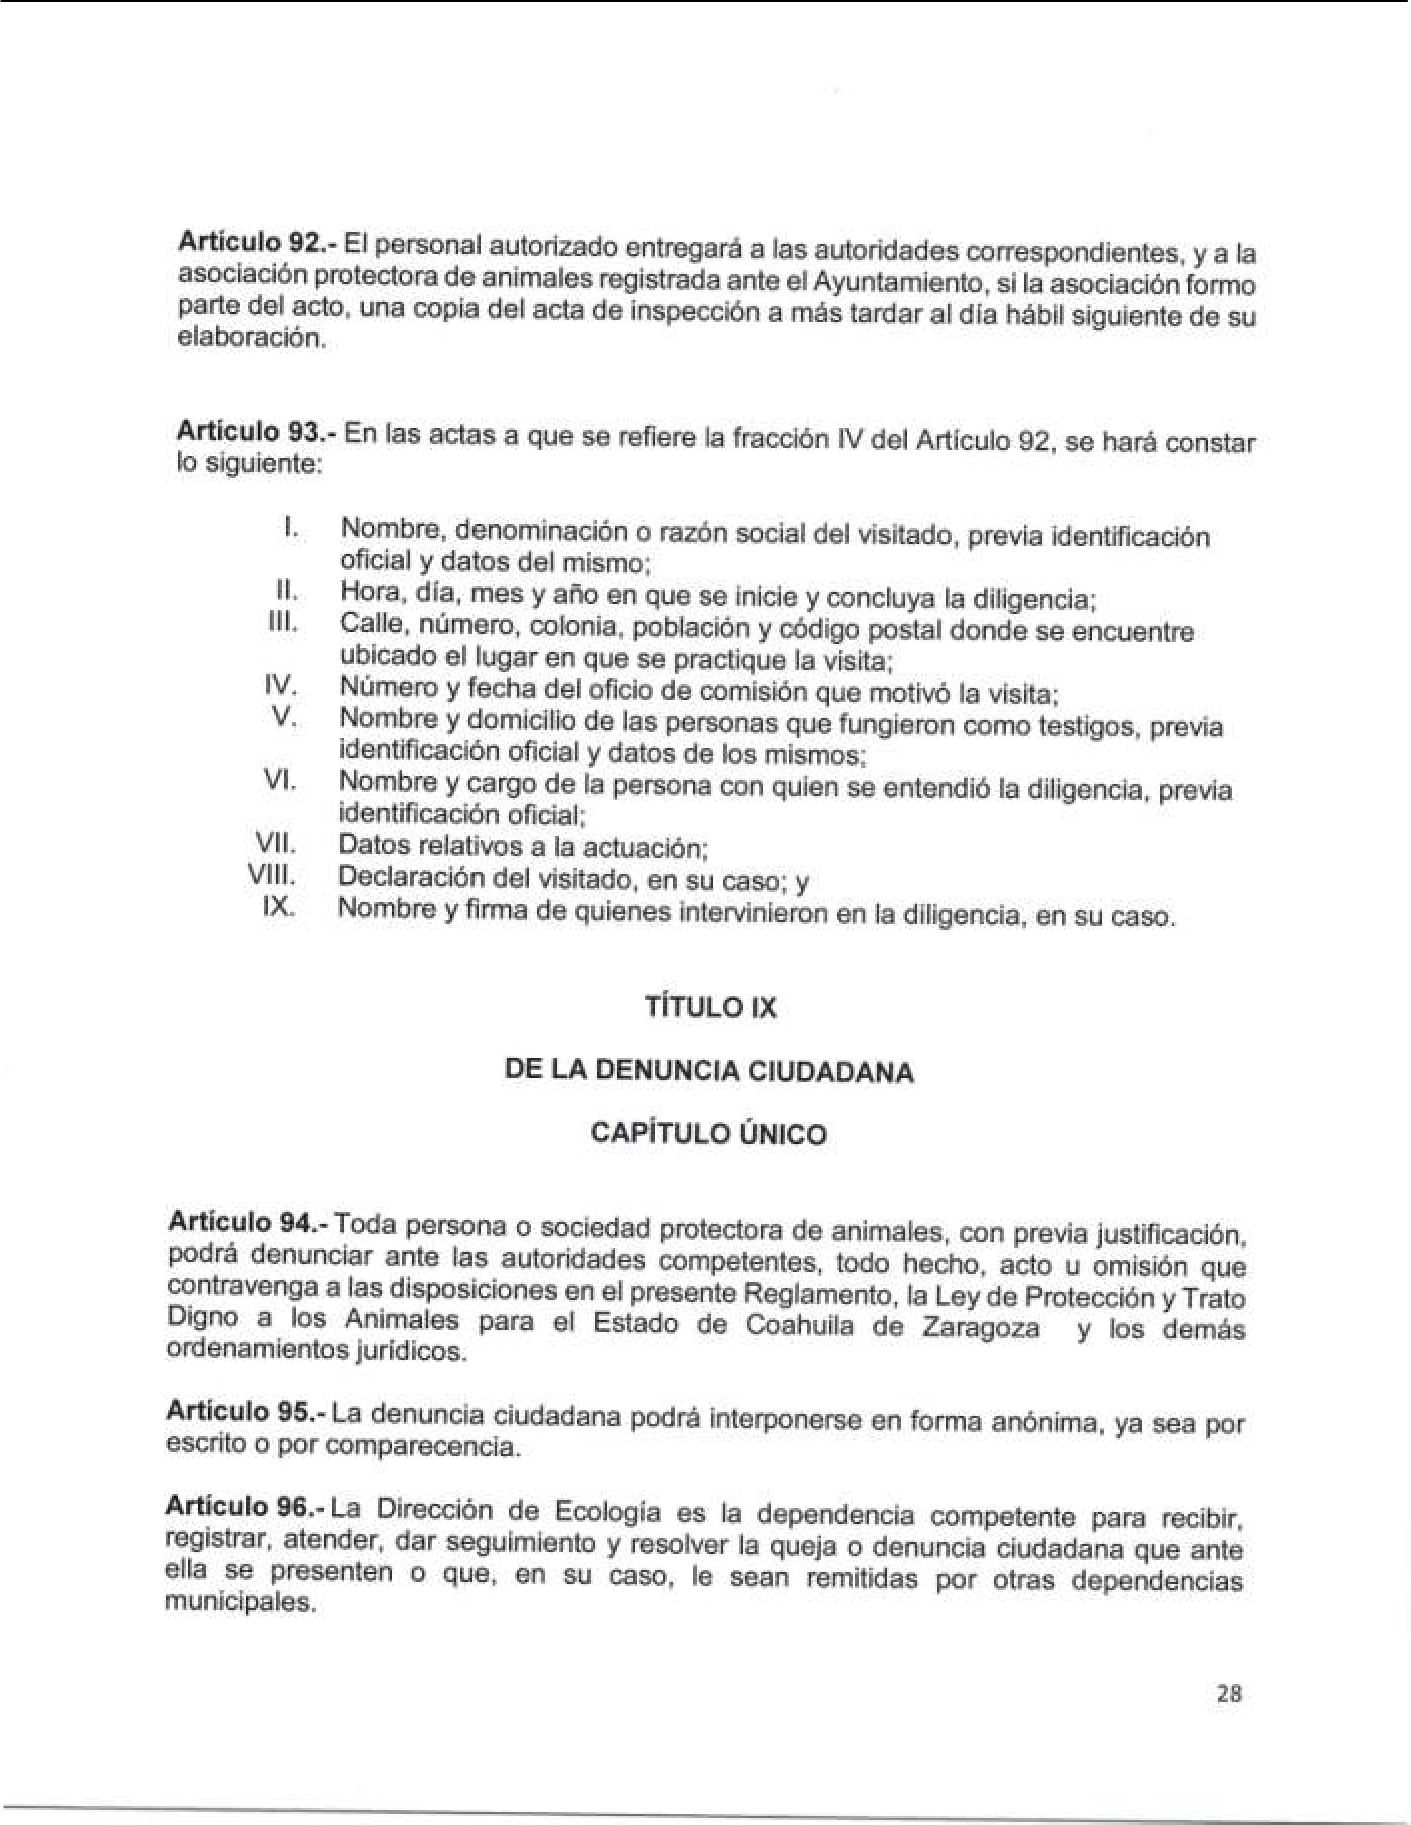 Artículo 92.- El personal autorizado entregará a las autoridades correspondientes, y a la
asociación protectora de animales registrada ante el Ayuntamiento, si la asociación formo
parte del acto, una copia del acta de inspección a más tardar al día hábil siguiente de su
elaboración.
Artículo 93.- En las actas a que se refiere la fracción IV del Artículo 92, se hará constar
lo siguiente:
I. Nombre, denominación o razón social del visitado, previa identificación
oficial y datos del mismo;
II. Hora, día, mes y año en que se inicie y concluya la diligencia;
III. Calle, número, colonia, población y código postal donde se encuentre
ubicado el lugar en que se practique la visita;
IV. Número y fecha del oficio de comisión que motivó la visita;
V. Nombre y domicilio de las personas que fungieron como testigos, previa
identificación oficial y datos de los mismos;
VI. Nombre y cargo de la persona con quien se entendió la diligencia, previa
identificación oficial;
VII. Datos relativos a la actuación;
VIII. Declaración del visitado, en su caso; y
IX. Nombre y firma de quienes intervinieron en la diligencia, en su caso.
TÍTULO IX
DE LA DENUNCIA CIUDADANA
CAPÍTULO ÚNICO
Artículo 94.- Toda persona o sociedad protectora de animales, con previa justificación,
podrá denunciar ante las autoridades competentes, todo hecho, acto u omisión que
contravenga a las disposiciones en el presente Reglamento, la Ley de Protección y Trato
Digno a los Animales para el Estado de Coahuila de Zaragoza y los demás
ordenamientos jurídicos.
Artículo 95.- La denuncia ciudadana podrá interponerse en forma anónima, ya sea por
escrito o por comparecencia.
Artículo 96.- La Dirección de Ecología es la dependencia competente para recibir,
registrar, atender, dar seguimiento y resolver la queja o denuncia ciudadana que ante
ella se presenten o que, en su caso, le sean remitidas por otras dependencias
municipales.
28